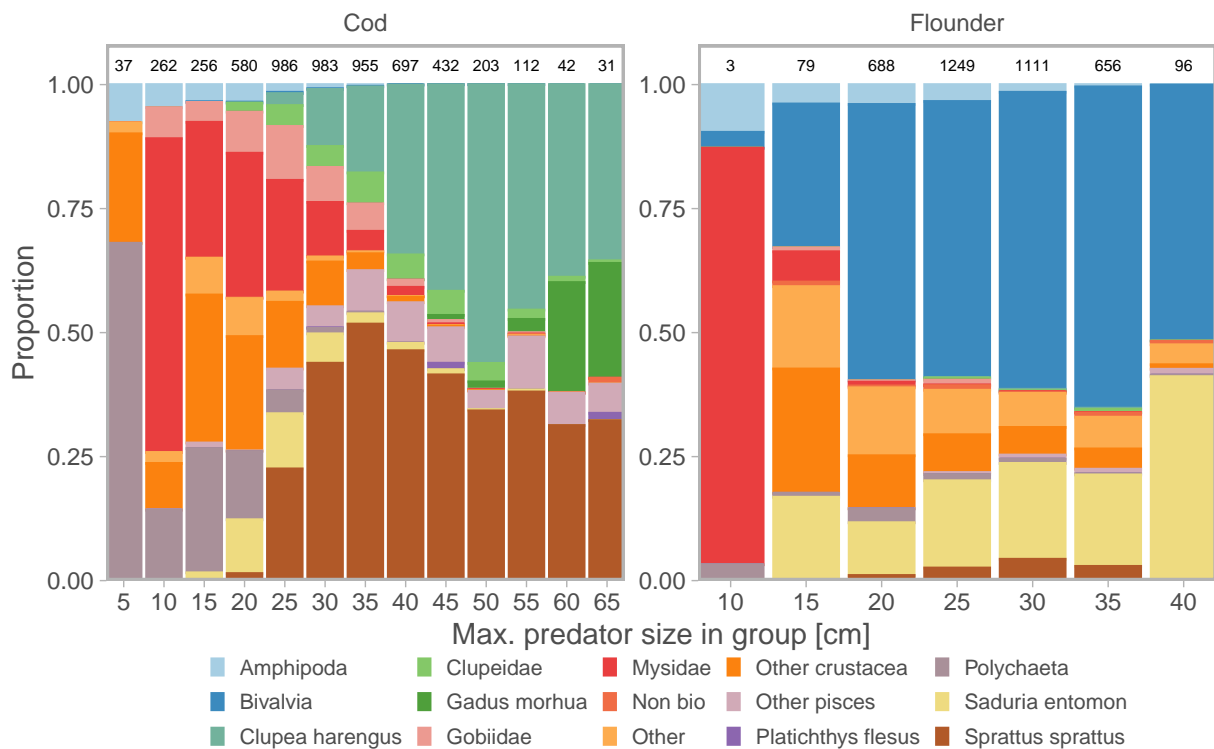 Cod Flounder
37 262 256 580 986 983 955 697 432 203 112 42 31
3 79 688 1249 1111 656 96
1.00 1.00
0.75 0.75
0.50 0.50
0.25 0.25
0.00 0.00
Proportion
5 10 15 20 25 30 35 40 45 50 55 60 65
10 15 20 25 30 35 40
Max. predator size in group [cm]
Amphipoda Clupeidae Mysidae Other crustacea Polychaeta
Bivalvia Gadus morhua Non bio Other pisces Saduria entomon
Clupea harengus Gobiidae Other Platichthys flesus Sprattus sprattus